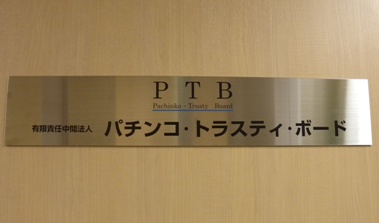 PTB
Pachinko · Trusty · Board
有限責任中間法人 パチンコ・トラスティ・ボード